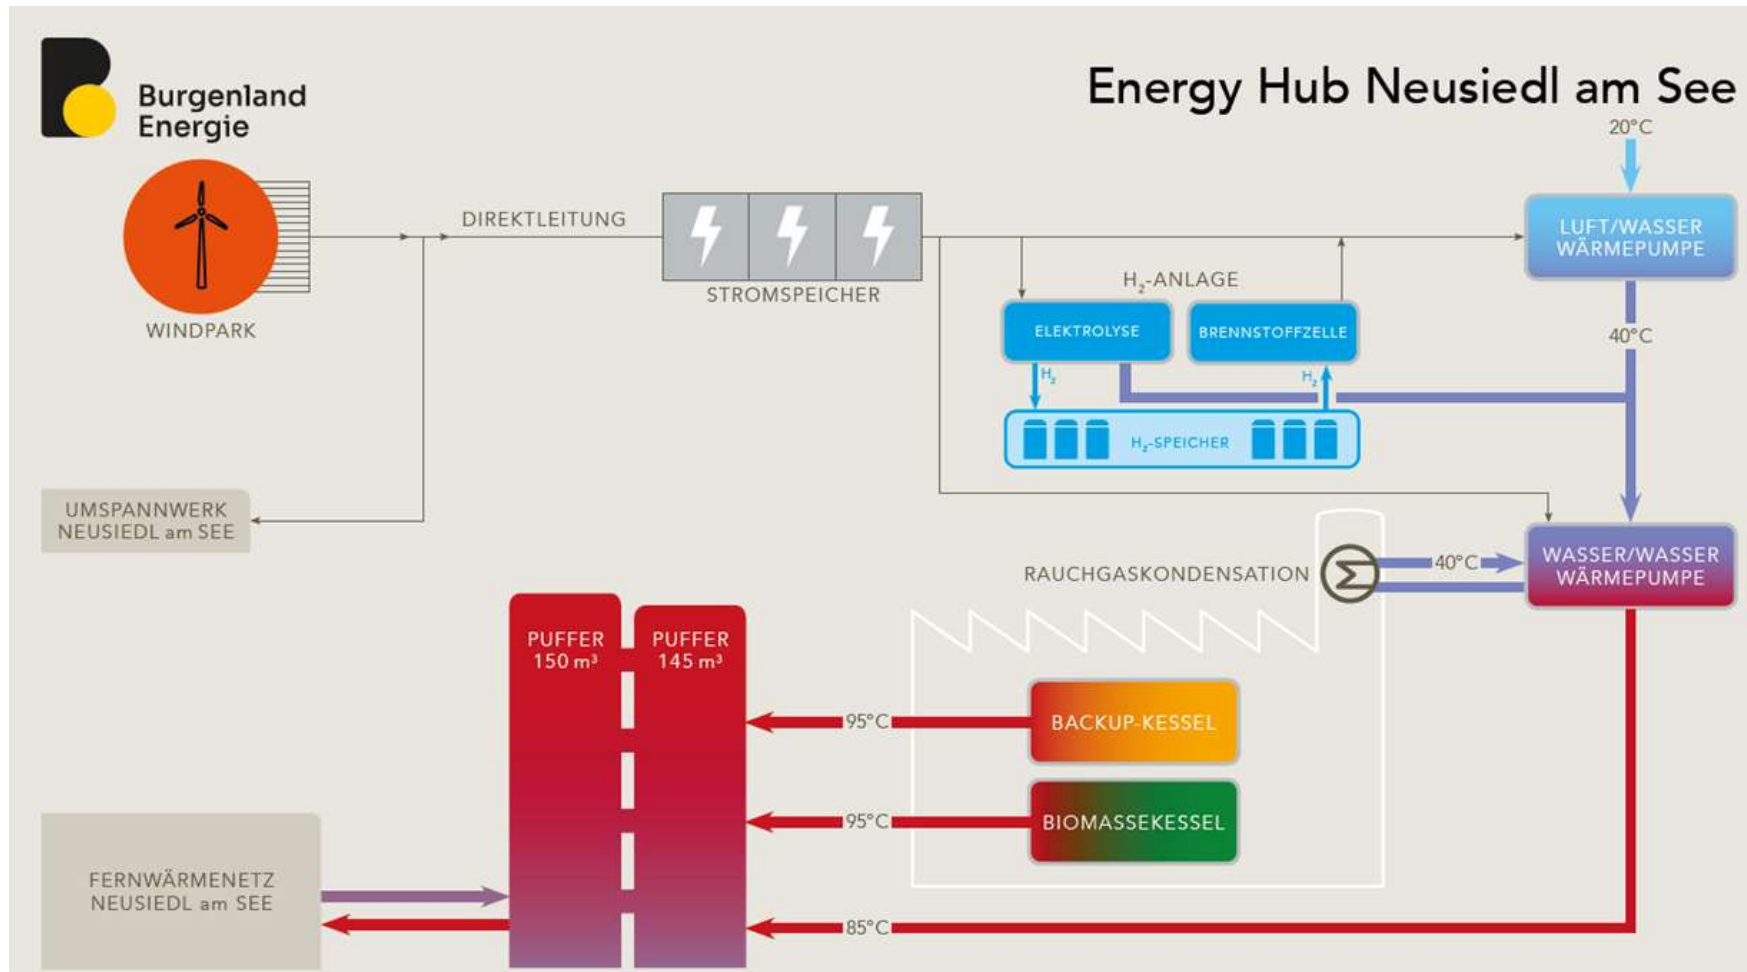 Burgenland
Energie
Energy Hub Neusiedl am See
20°C
WINDPARK
DIREKTLEITUNG
STROMSPEICHER
LUFT/WASSER
WÄRMEPUMPE
H₂-ANLAGE
ELEKTROLYSE
BRENNSTOFFZELLE
40°C
H₂
H₂
H₂-SPEICHER
UMSPANNWERK
NEUSIEDL am SEE
RAUCHGASKONDENSATION
40°C
WASSER/WASSER
WÄRMEPUMPE
PUFFER
150 m³
PUFFER
145 m³
95°C
BACKUP-KESSEL
95°C
BIOMASSEKESSEL
FERNWÄRMENETZ
NEUSIEDL am SEE
85°C